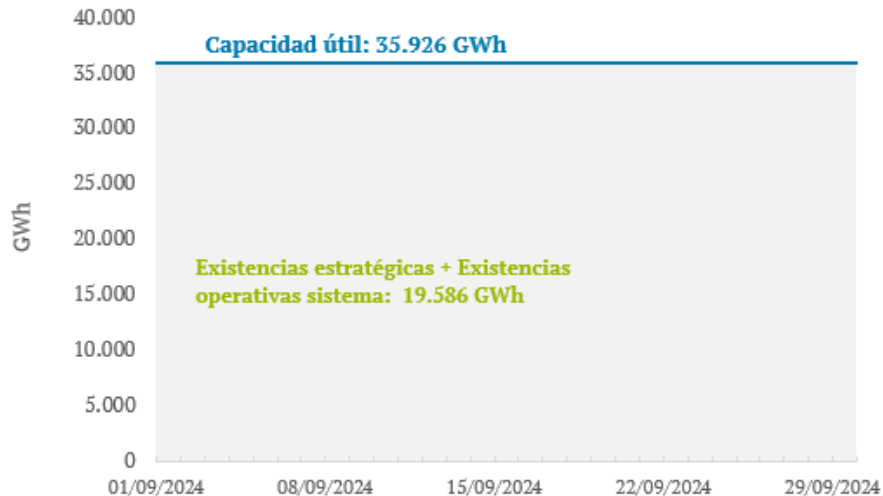 40.000
Capacidad útil: 35.926 GWh
35.000
30.000
25.000
GWh
20.000
Existencias estratégicas + Existencias
operativas sistema:  19.586 GWh
15.000
10.000
5.000
0
01/09/2024 08/09/2024 15/09/2024 22/09/2024 29/09/2024